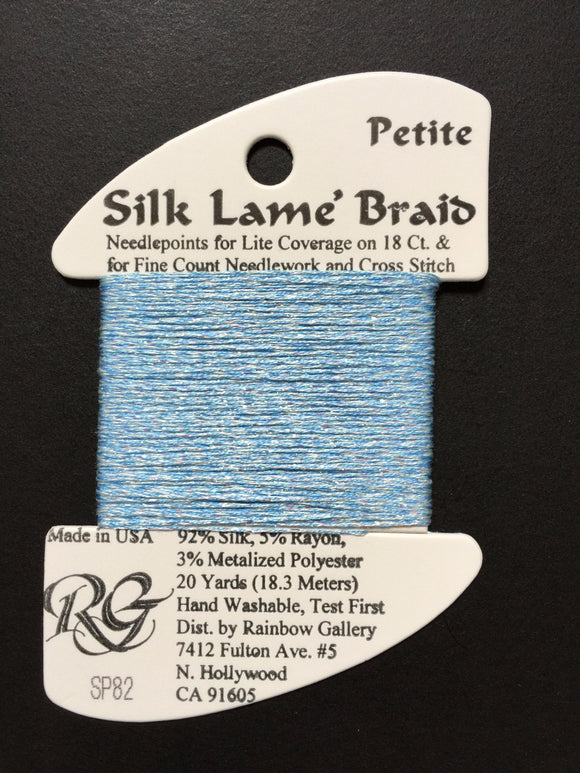 Petite
Silk Lame' Braid
Needlepoints for Lite Coverage on 18 Ct. &
for Fine Count Needlework and Cross Stitch
Made in USA
92% Silk, 5% Rayon,
3% Metalized Polyester
20 Yards (18.3 Meters)
Hand Washable, Test First
Dist. by Rainbow Gallery
7412 Fulton Ave. #5
N. Hollywood
CA 91605
RG
SP82